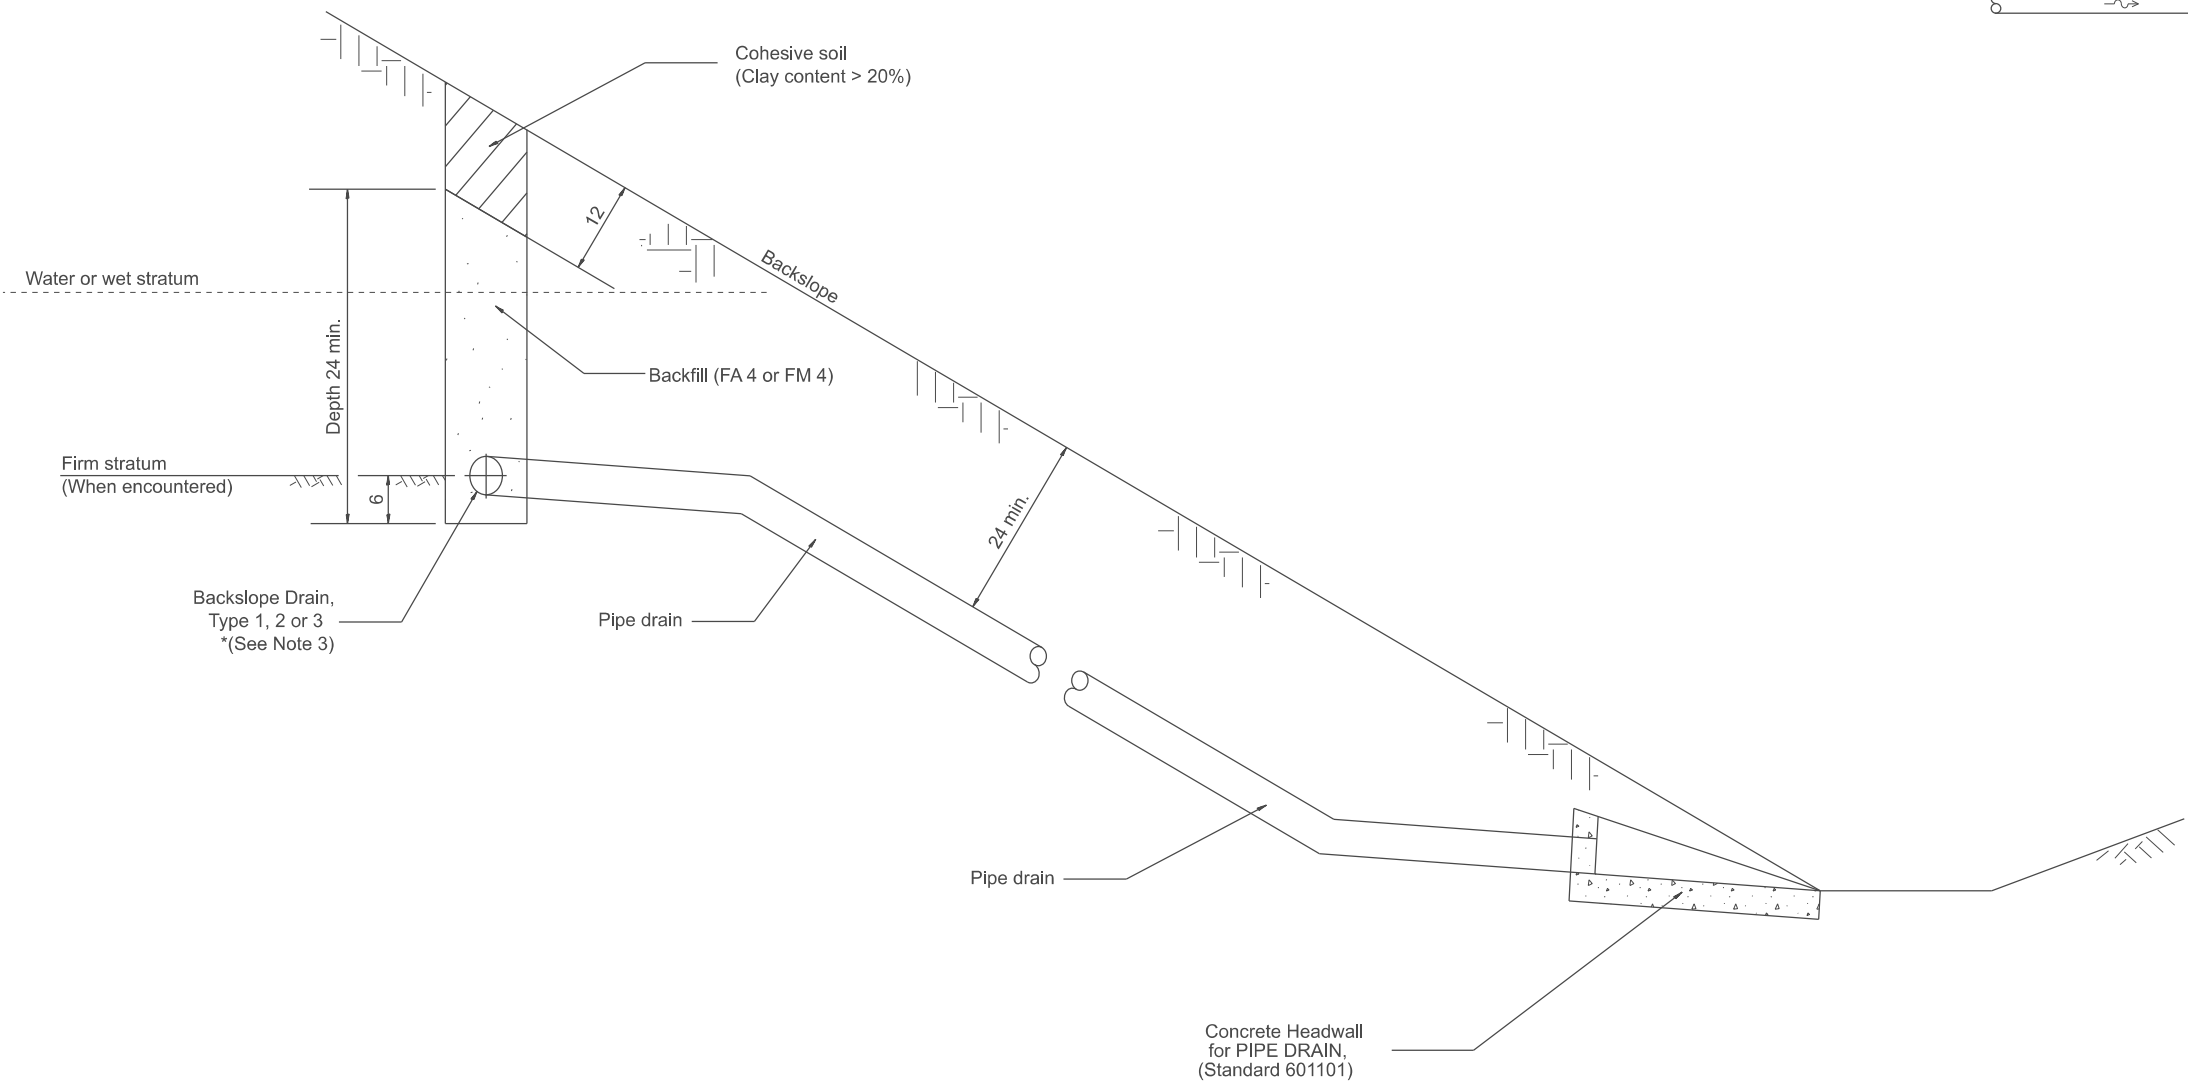 Cohesive soil
(Clay content > 20%)
12
Backslope
Water or wet stratum
Depth 24 min.
Backfill (FA 4 or FM 4)
Firm stratum
(When encountered)
6
24 min.
Backslope Drain,
Type 1, 2 or 3
*(See Note 3)
Pipe drain
Pipe drain
Concrete Headwall
for PIPE DRAIN,
(Standard 601101)